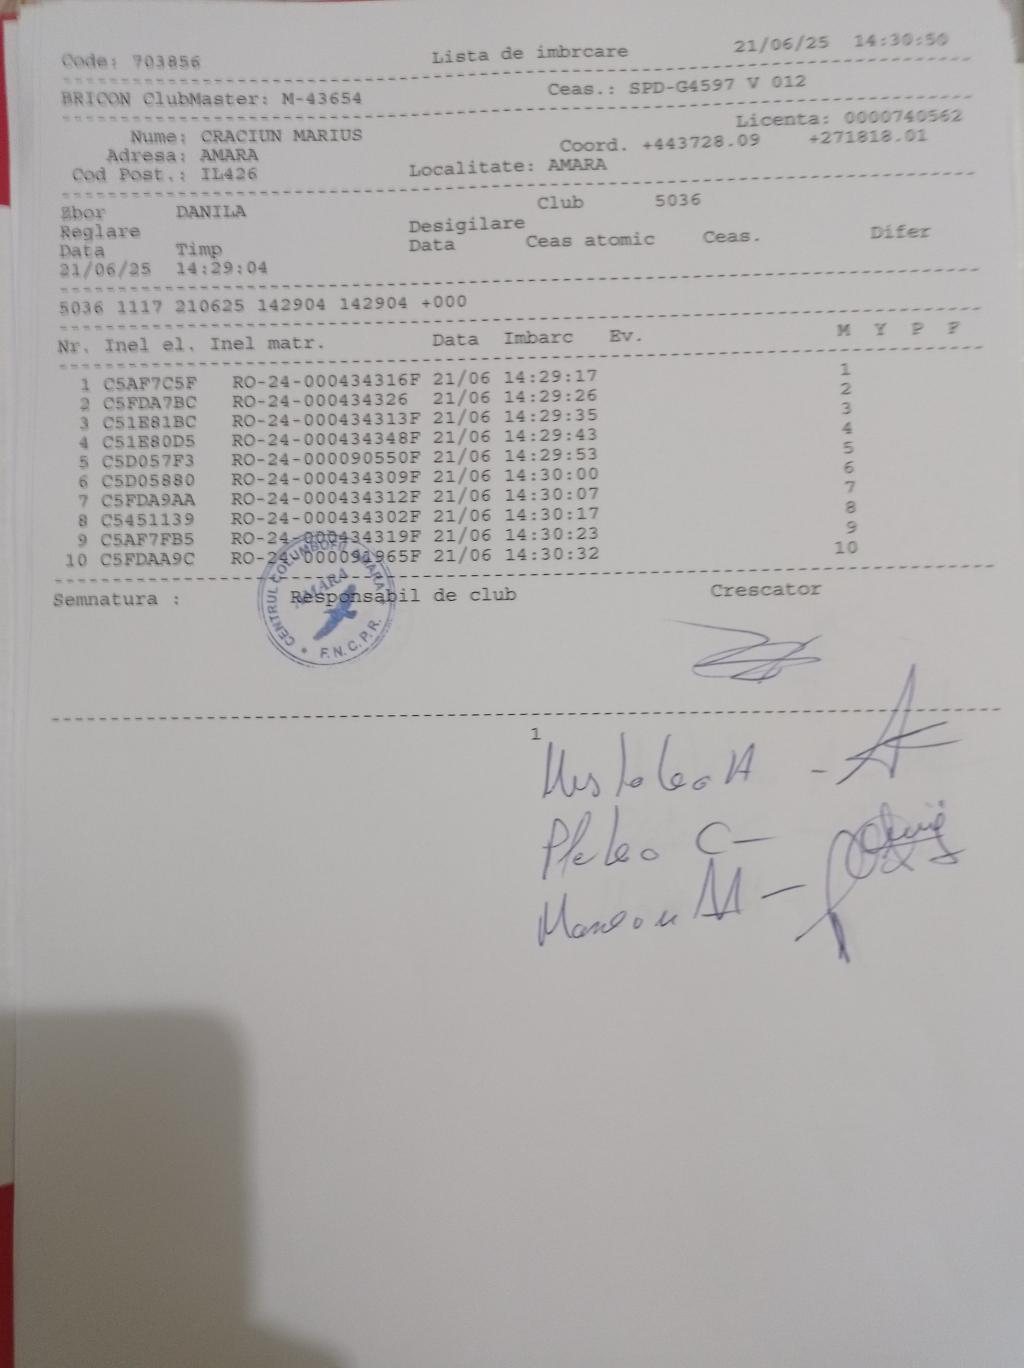 Code: 703856 Lista de imbrcare 21/06/25 14:30:50
BRICON ClubMaster: M-43654 Ceas.: SPD-G4597 V 012
Licenta: 0000740562
Nume: CRACIUN MARIUS Coord. +443728.09 +271818.01
Adresa: AMARA
Cod Post.: IL426 Localitate: AMARA
Zbor DANILA Club 5036
Reglare Desigilare
Data Timp Data Ceas atomic Ceas. Difer
21/06/25 14:29:04
5036 1117 210625 142904 142904 +000
Nr. Inel el. Inel matr. Data Imbarc Ev. M Y P F
1 C5AF7C5F RO-24-000434316F 21/06 14:29:17 1
2 C5FDA7BC RO-24-000434326 21/06 14:29:26 2
3 C51E81BC RO-24-000434313F 21/06 14:29:35 3
4 C51E80D5 RO-24-000434348F 21/06 14:29:43 4
5 C5D057F3 RO-24-000090550F 21/06 14:29:53 5
6 C5D05880 RO-24-000434309F 21/06 14:30:00 6
7 C5FDA9AA RO-24-000434312F 21/06 14:30:07 7
8 C5451139 RO-24-000434302F 21/06 14:30:17 8
9 C5AF7FB5 RO-24-000434319F 21/06 14:30:23 9
10 C5FDAA9C 21/06 14:30:32 10
Semnatura : Responsabil de club Crescator
CENTRUL COLUMBOFIL AMARA
AMARA
F.N.C.P.R.
1